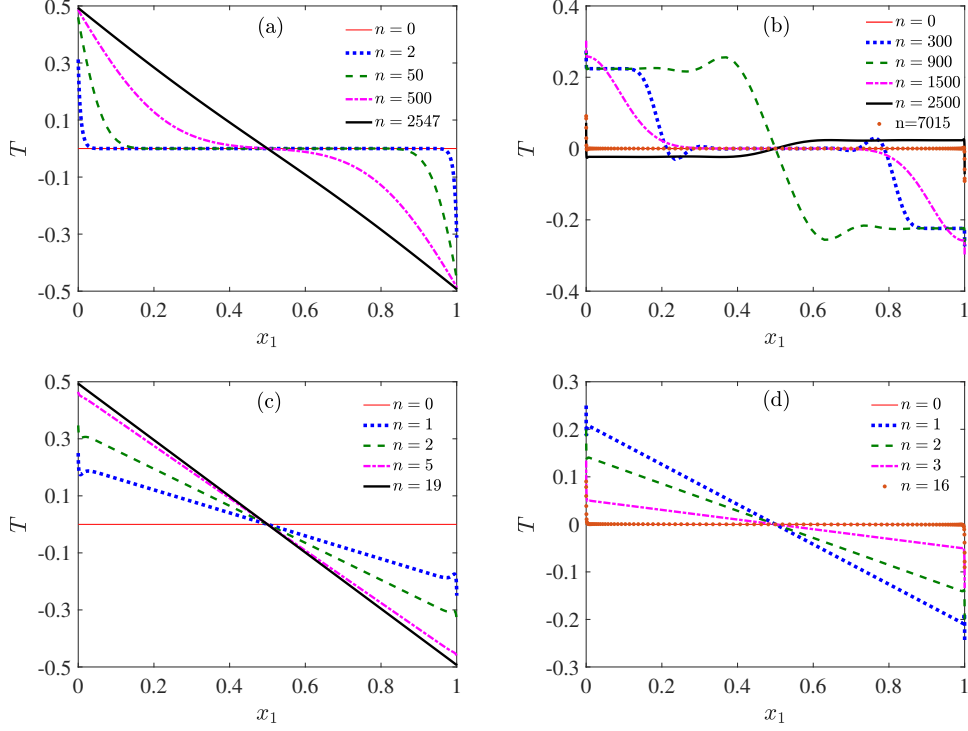 (a)
n = 0
n = 2
n = 50
n = 500
n = 2547
0.5
0.3
0.1
-0.1
-0.3
-0.5
T
0 0.2 0.4 0.6 0.8 1
x₁
(b)
n = 0
n = 300
n = 900
n = 1500
n = 2500
n=7015
0.4
0.2
0
-0.2
-0.4
T
0 0.2 0.4 0.6 0.8 1
x₁
(c)
n = 0
n = 1
n = 2
n = 5
n = 19
0.5
0.3
0.1
-0.1
-0.3
-0.5
T
0 0.2 0.4 0.6 0.8 1
x₁
(d)
n = 0
n = 1
n = 2
n = 3
n = 16
0.3
0.2
0.1
0
-0.1
-0.2
-0.3
T
0 0.2 0.4 0.6 0.8 1
x₁